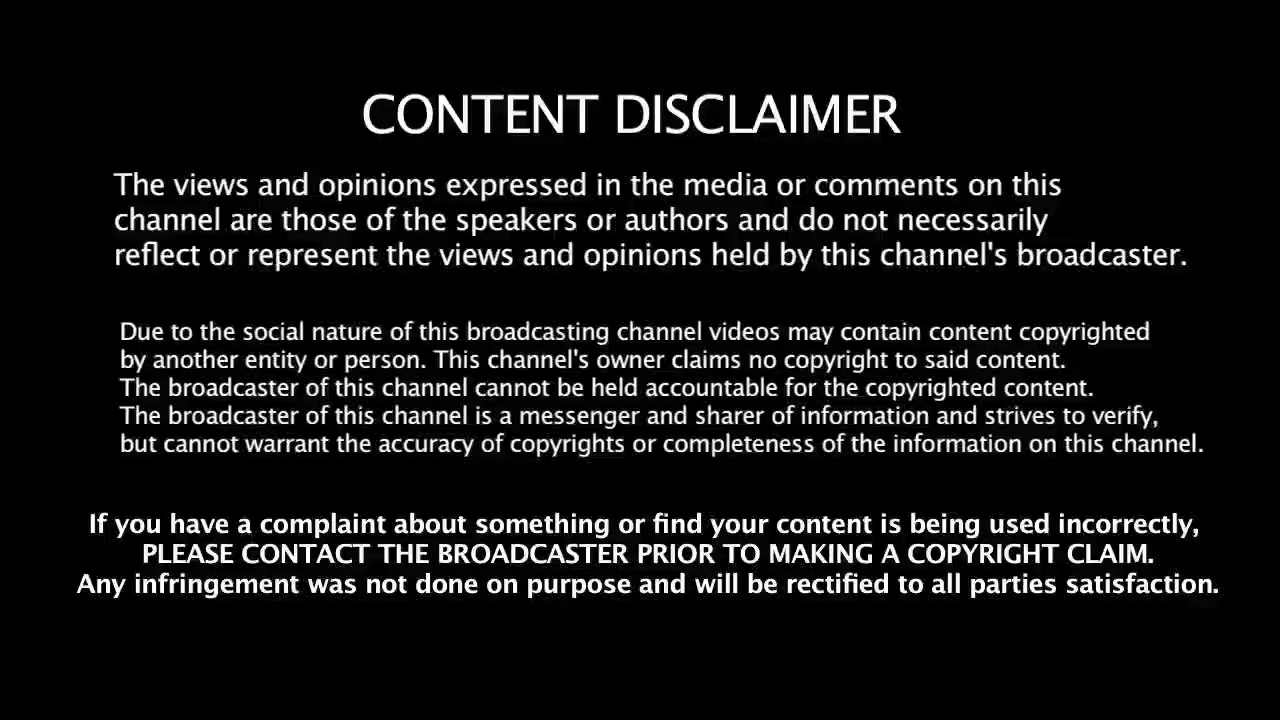 CONTENT DISCLAIMER
The views and opinions expressed in the media or comments on this
channel are those of the speakers or authors and do not necessarily
reflect or represent the views and opinions held by this channel's broadcaster.
Due to the social nature of this broadcasting channel videos may contain content copyrighted
by another entity or person. This channel's owner claims no copyright to said content.
The broadcaster of this channel cannot be held accountable for the copyrighted content.
The broadcaster of this channel is a messenger and sharer of information and strives to verify,
but cannot warrant the accuracy of copyrights or completeness of the information on this channel.
If you have a complaint about something or find your content is being used incorrectly,
PLEASE CONTACT THE BROADCASTER PRIOR TO MAKING A COPYRIGHT CLAIM.
Any infringement was not done on purpose and will be rectified to all parties satisfaction.